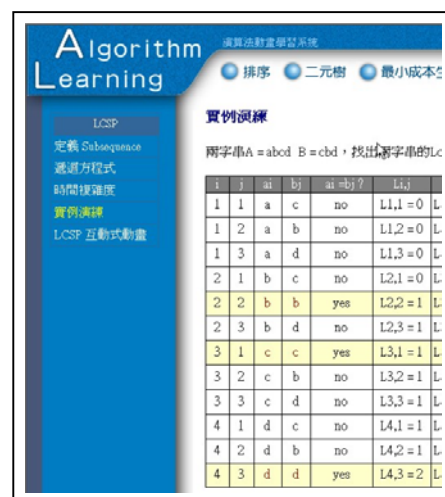 Algorithm
Learning
演算法動畫學習系統
排序 二元樹 最小成本生
LCSP
定義 Subsequence
遞迴方程式
時間複雜度
實例演練
LCSP 互動式動畫
實例演練
兩字串A = abcd B = cbd,找出兩字串的Lo
i j ai bj ai =bj ? Li,j
1 1 a c no L1,1 = 0 L
1 2 a b no L1,2 = 0 L
1 3 a d no L1,3 = 0 L
2 1 b c no L2,1 = 0 L
2 2 b b yes L2,2 = 1 L
2 3 b d no L2,3 = 1 L
3 1 c c yes L3,1 = 1 L
3 2 c b no L3,2 = 1 L
3 3 c d no L3,3 = 1 L
4 1 d c no L4,1 = 1 L
4 2 d b no L4,2 = 1 L
4 3 d d yes L4,3 = 2 L